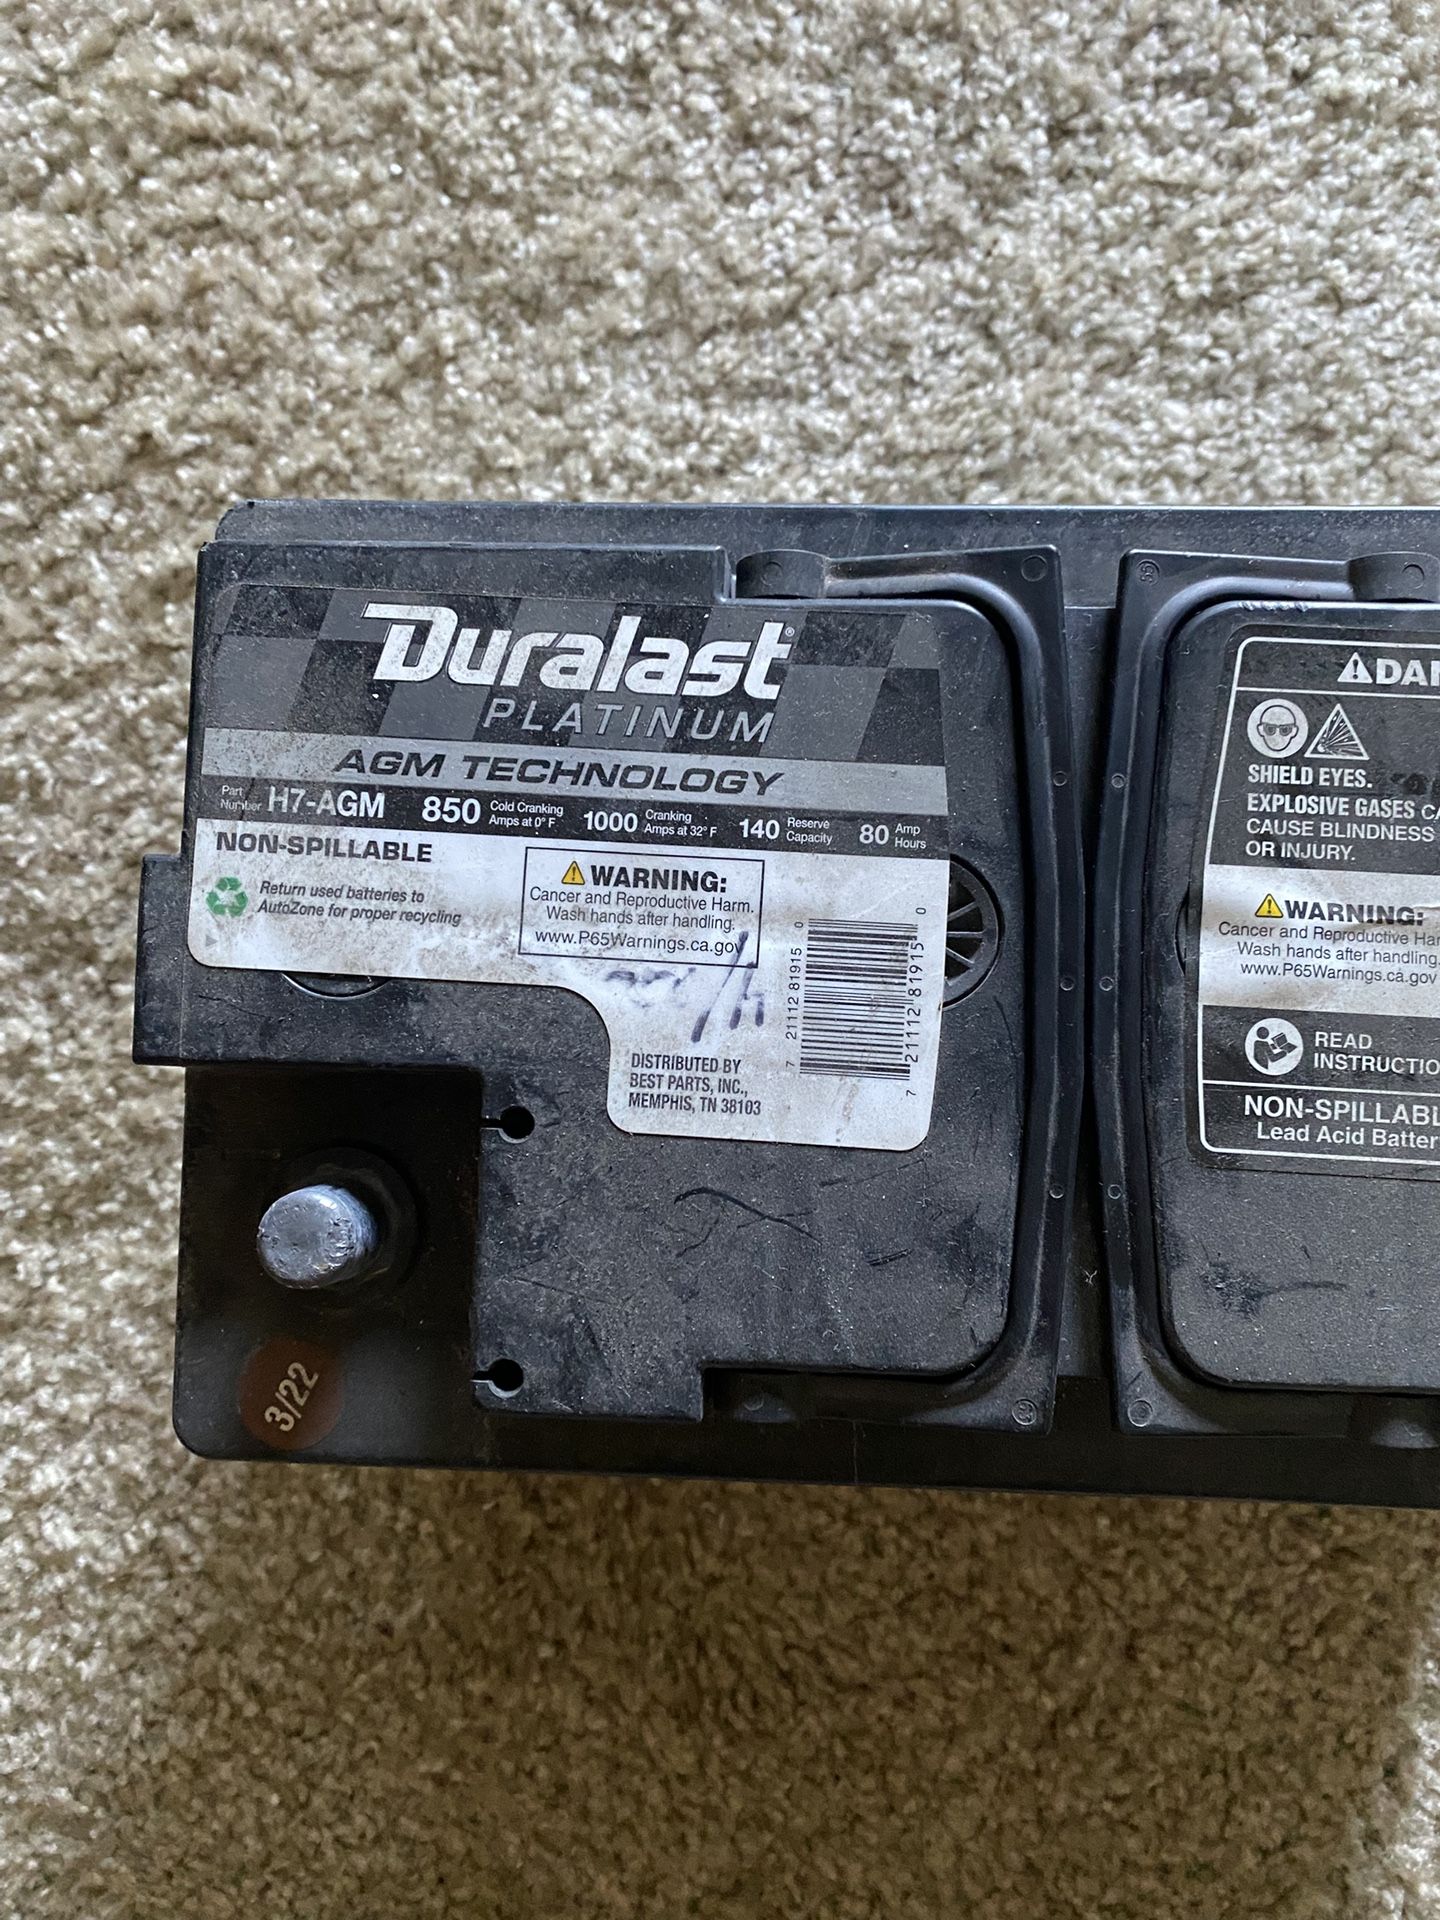 Duralast®
PLATINUM
AGM TECHNOLOGY
Part Number H7-AGM 850 Cold Cranking Amps at 0° F 1000 Cranking Amps at 32° F 140 Reserve Capacity 80 Amp Hours
NON-SPILLABLE
Return used batteries to
AutoZone for proper recycling
WARNING:
Cancer and Reproductive Harm.
Wash hands after handling.
www.P65Warnings.ca.gov
7 21112 81915 0
7 21112 81915 0
DISTRIBUTED BY
BEST PARTS, INC.,
MEMPHIS, TN 38103
3/22
DAN
SHIELD EYES.
EXPLOSIVE GASES CA
CAUSE BLINDNESS
OR INJURY.
WARNING:
Cancer and Reproductive Har
Wash hands after handling.
www.P65Warnings.ca.gov
READ
INSTRUCTIO
NON-SPILLABL
Lead Acid Batter